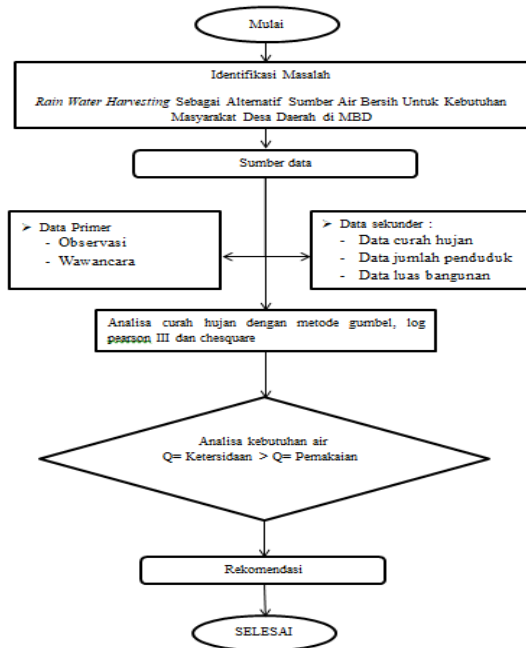 Mulai
Identifikasi Masalah
Rain Water Harvesting Sebagai Alternatif Sumber Air Bersih Untuk Kebutuhan
Masyarakat Desa Daerah di MBD
Sumber data
➢ Data Primer
- Observasi
- Wawancara
➢ Data sekunder :
- Data curah hujan
- Data jumlah penduduk
- Data luas bangunan
Analisa curah hujan dengan metode gumbel, log
pearson III dan chesquare
Analisa kebutuhan air
Q= Ketersidaan > Q= Pemakaian
Rekomendasi
SELESAI